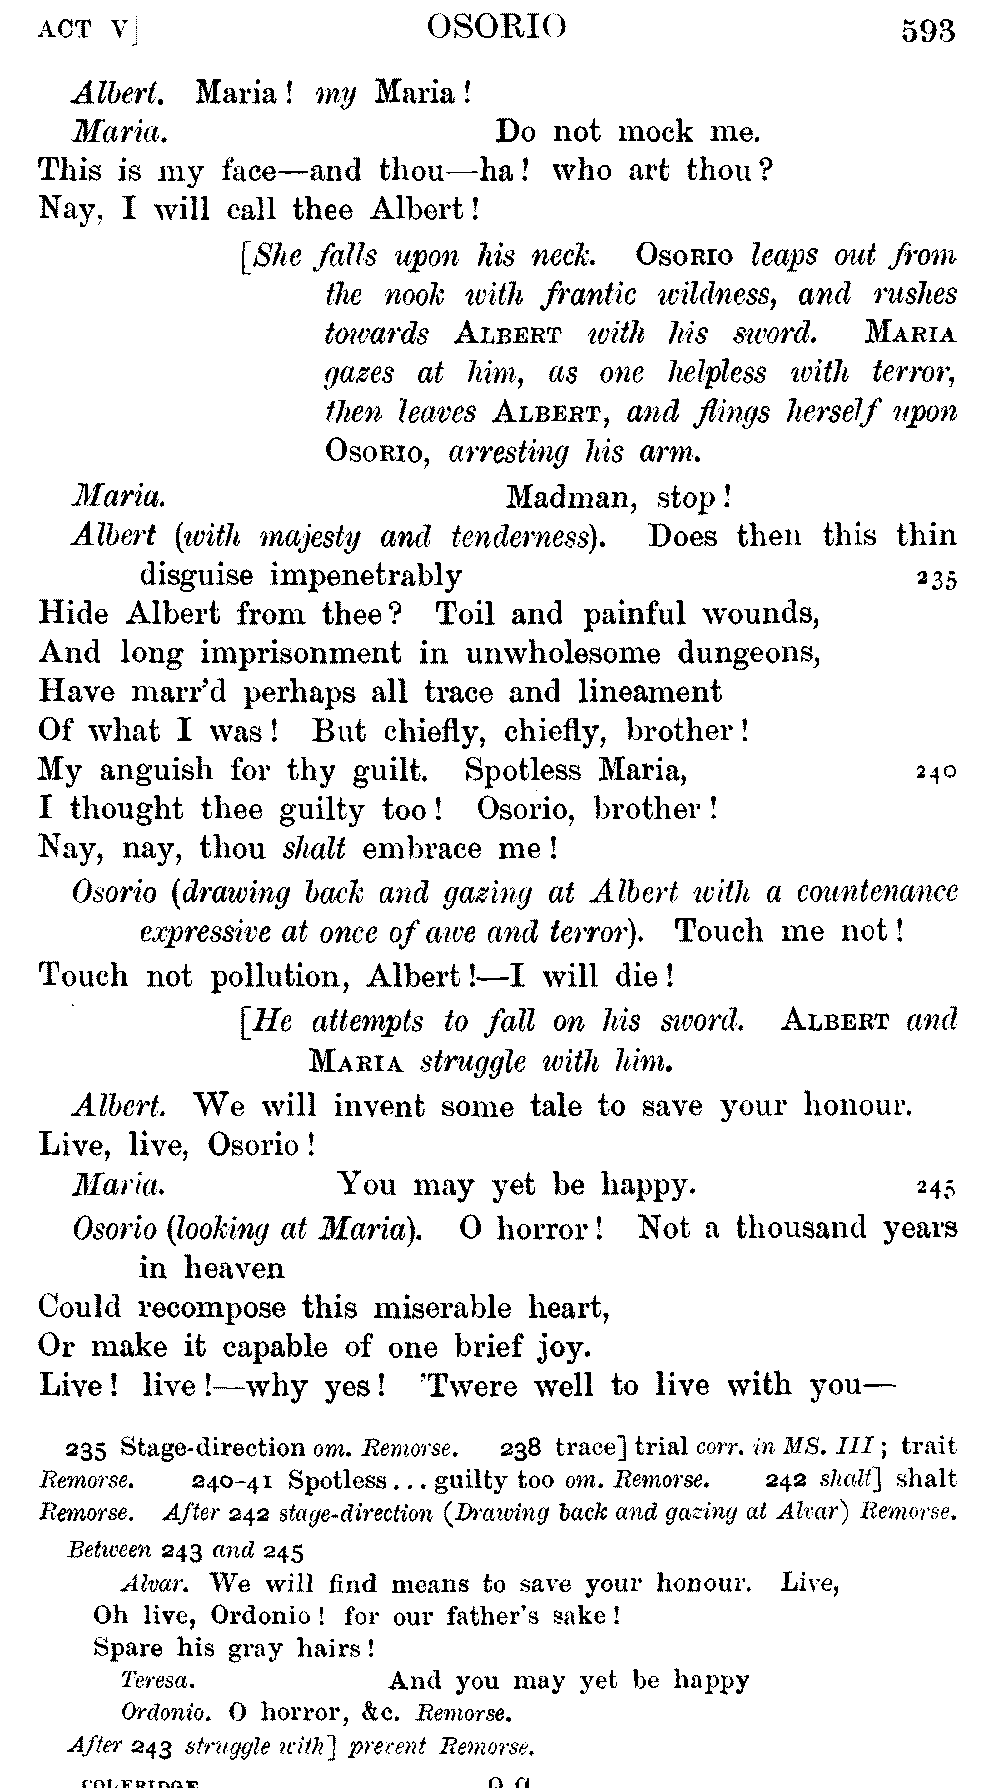 ACT V]
OSORIO
593
Albert. Maria! my Maria!
Maria. Do not mock me.
This is my face—and thou—ha! who art thou?
Nay, I will call thee Albert!
[She falls upon his neck. OSORIO leaps out from
the nook with frantic wildness, and rushes
towards ALBERT with his sword. MARIA
gazes at him, as one helpless with terror,
then leaves ALBERT, and flings herself upon
OSORIO, arresting his arm.
Maria. Madman, stop!
Albert (with majesty and tenderness). Does then this thin
disguise impenetrably 235
Hide Albert from thee? Toil and painful wounds,
And long imprisonment in unwholesome dungeons,
Have marr'd perhaps all trace and lineament
Of what I was! But chiefly, chiefly, brother!
My anguish for thy guilt. Spotless Maria, 240
I thought thee guilty too! Osorio, brother!
Nay, nay, thou shalt embrace me!
Osorio (drawing back and gazing at Albert with a countenance
expressive at once of awe and terror). Touch me not!
Touch not pollution, Albert!—I will die!
[He attempts to fall on his sword. ALBERT and
MARIA struggle with him.
Albert. We will invent some tale to save your honour.
Live, live, Osorio!
Maria. You may yet be happy. 245
Osorio (looking at Maria). O horror! Not a thousand years
in heaven
Could recompose this miserable heart,
Or make it capable of one brief joy.
Live! live!—why yes! 'Twere well to live with you—
235 Stage-direction om. Remorse. 238 trace] trial corr. in MS. III; trait
Remorse. 240-41 Spotless... guilty too om. Remorse. 242 shalt] shalt
Remorse. After 242 stage-direction (Drawing back and gazing at Alvar) Remorse.
Between 243 and 245
Alvar. We will find means to save your honour. Live,
Oh live, Ordonio! for our father's sake!
Spare his gray hairs!
Teresa. And you may yet be happy
Ordonio. O horror, &c. Remorse.
After 243 struggle with] prevent Remorse.
COLERIDGE